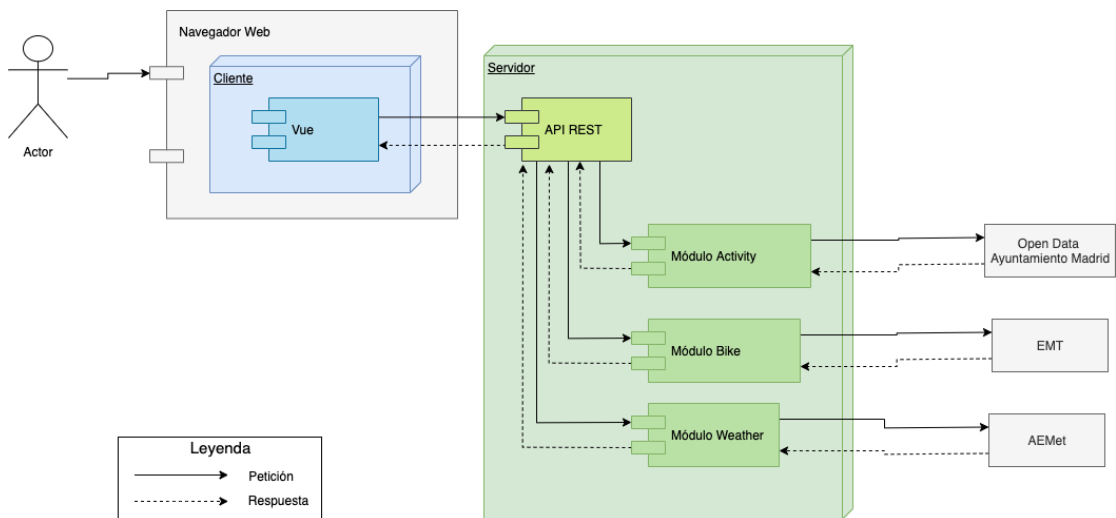 Navegador Web
Cliente
Vue
Actor
Servidor
API REST
Módulo Activity
Open Data
Ayuntamiento Madrid
Módulo Bike
EMT
Módulo Weather
AEMet
Leyenda
Petición
Respuesta